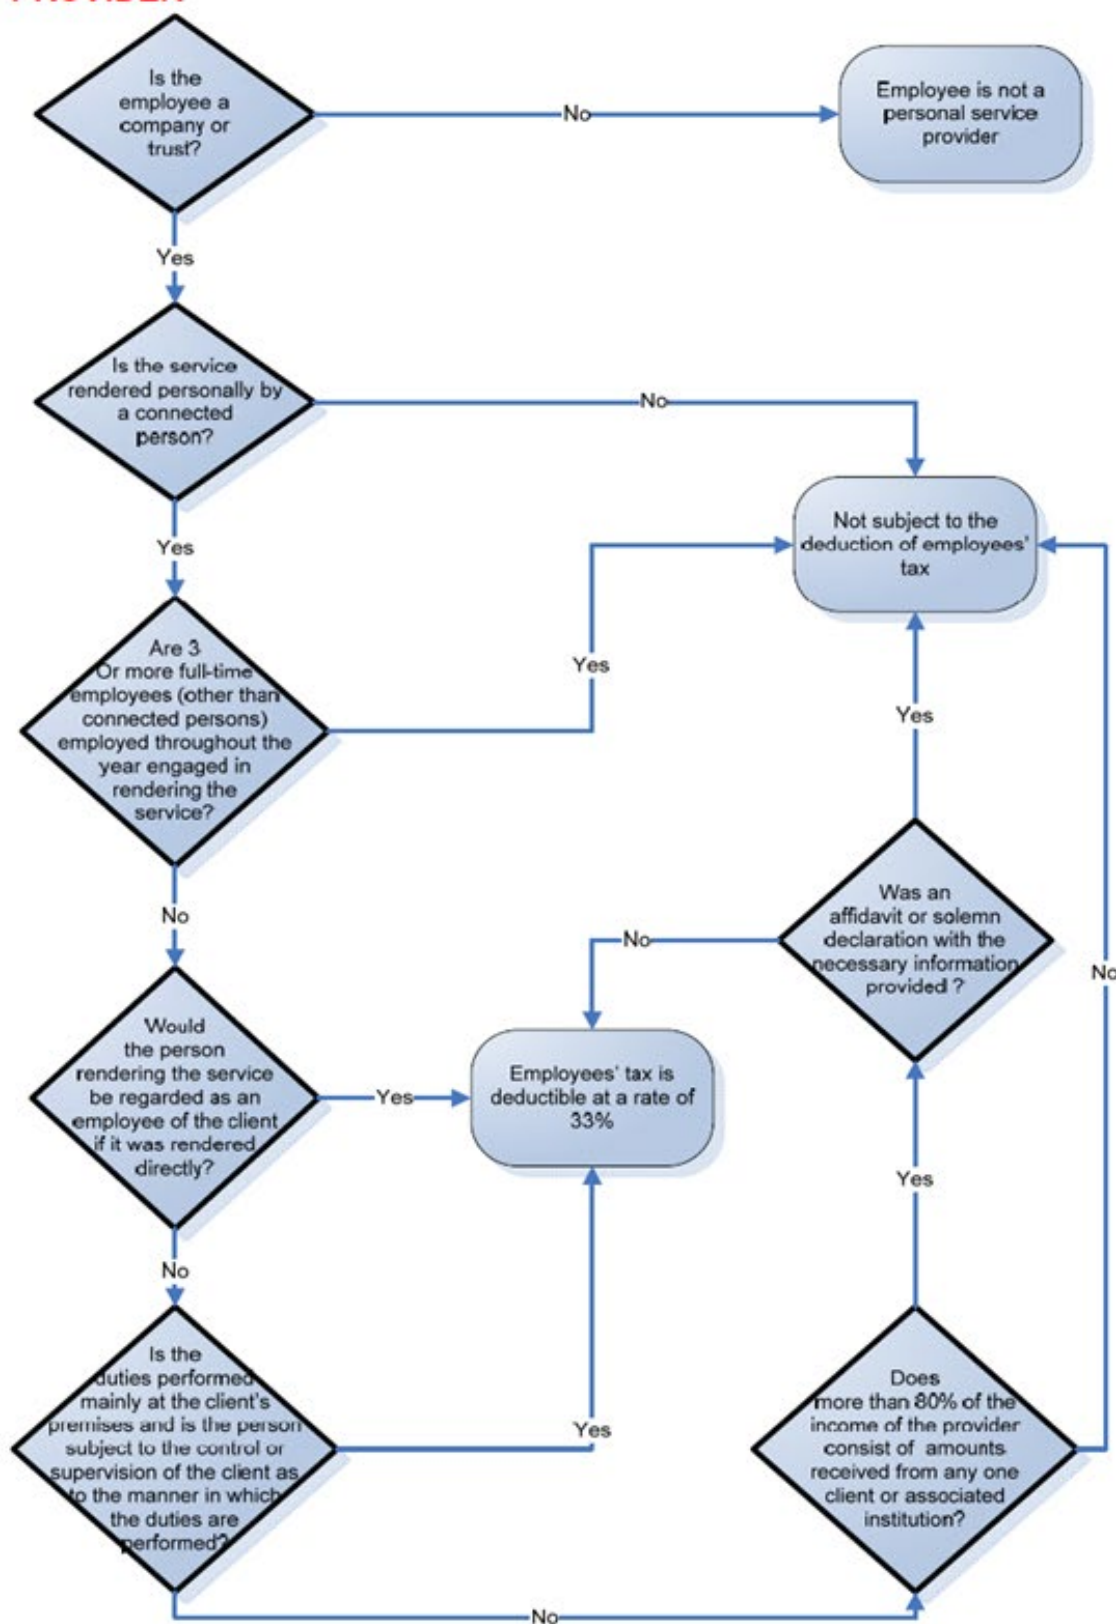 Is the
employee a
company or
trust?
No
Employee is not a
personal service
provider
Yes
Is the service
rendered personally by
a connected
person?
No
Yes
Not subject to the
deduction of employees'
tax
Are 3
Or more full-time
employees (other than
connected persons)
employed throughout the
year engaged in
rendering the
service?
Yes
Yes
No
Was an
affidavit or solemn
declaration with the
necessary information
provided ?
No
No
Would
the person
rendering the service
be regarded as an
employee of the client
if it was rendered
directly?
Yes
Employees' tax is
deductible at a rate of
33%
Yes
No
Is the
duties performed
mainly at the client's
premises and is the person
subject to the control or
supervision of the client as
to the manner in which
the duties are
performed?
Yes
Does
more than 80% of the
income of the provider
consist of amounts
received from any one
client or associated
institution?
No